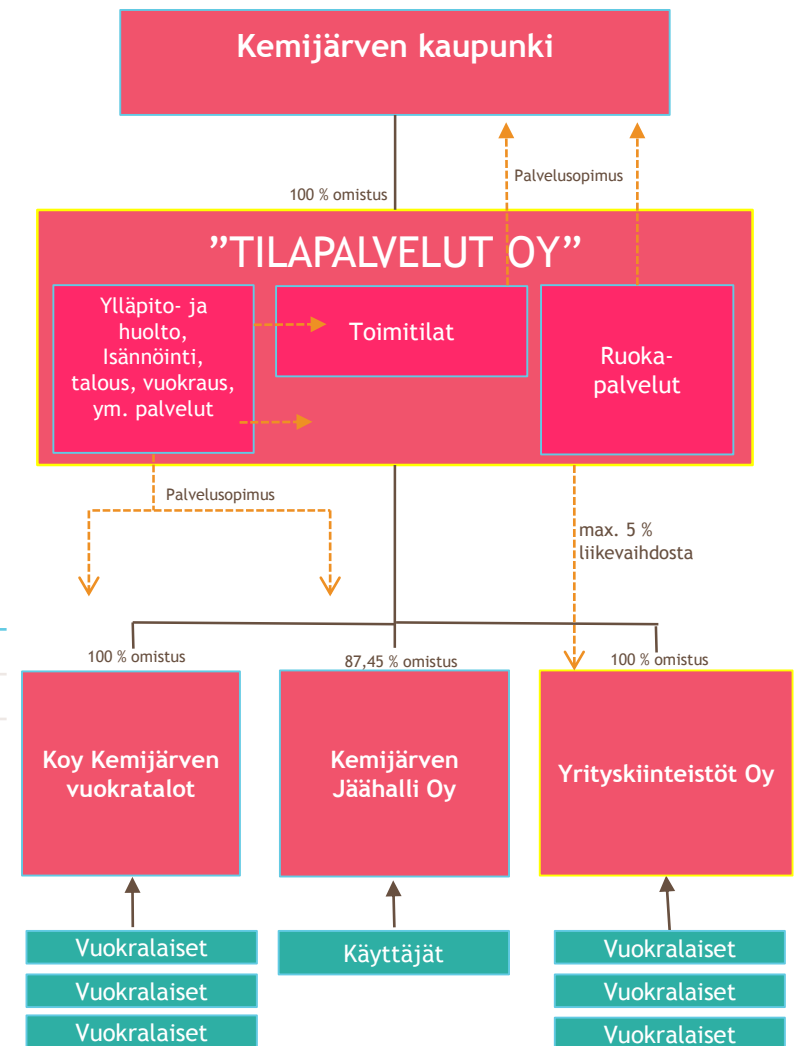 Kemijärven kaupunki
Palvelusopimus
100 % omistus
”TILAPALVELUT OY”
Ylläpito- ja
huolto,
Isännöinti,
talous, vuokraus,
ym. palvelut
Toimitilat
Ruoka-
palvelut
Palvelusopimus
max. 5 %
liikevaihdosta
100 % omistus
87,45 % omistus
100 % omistus
Koy Kemijärven
vuokratalot
Kemijärven
Jäähalli Oy
Yrityskiinteistöt Oy
Vuokralaiset
Vuokralaiset
Vuokralaiset
Käyttäjät
Vuokralaiset
Vuokralaiset
Vuokralaiset